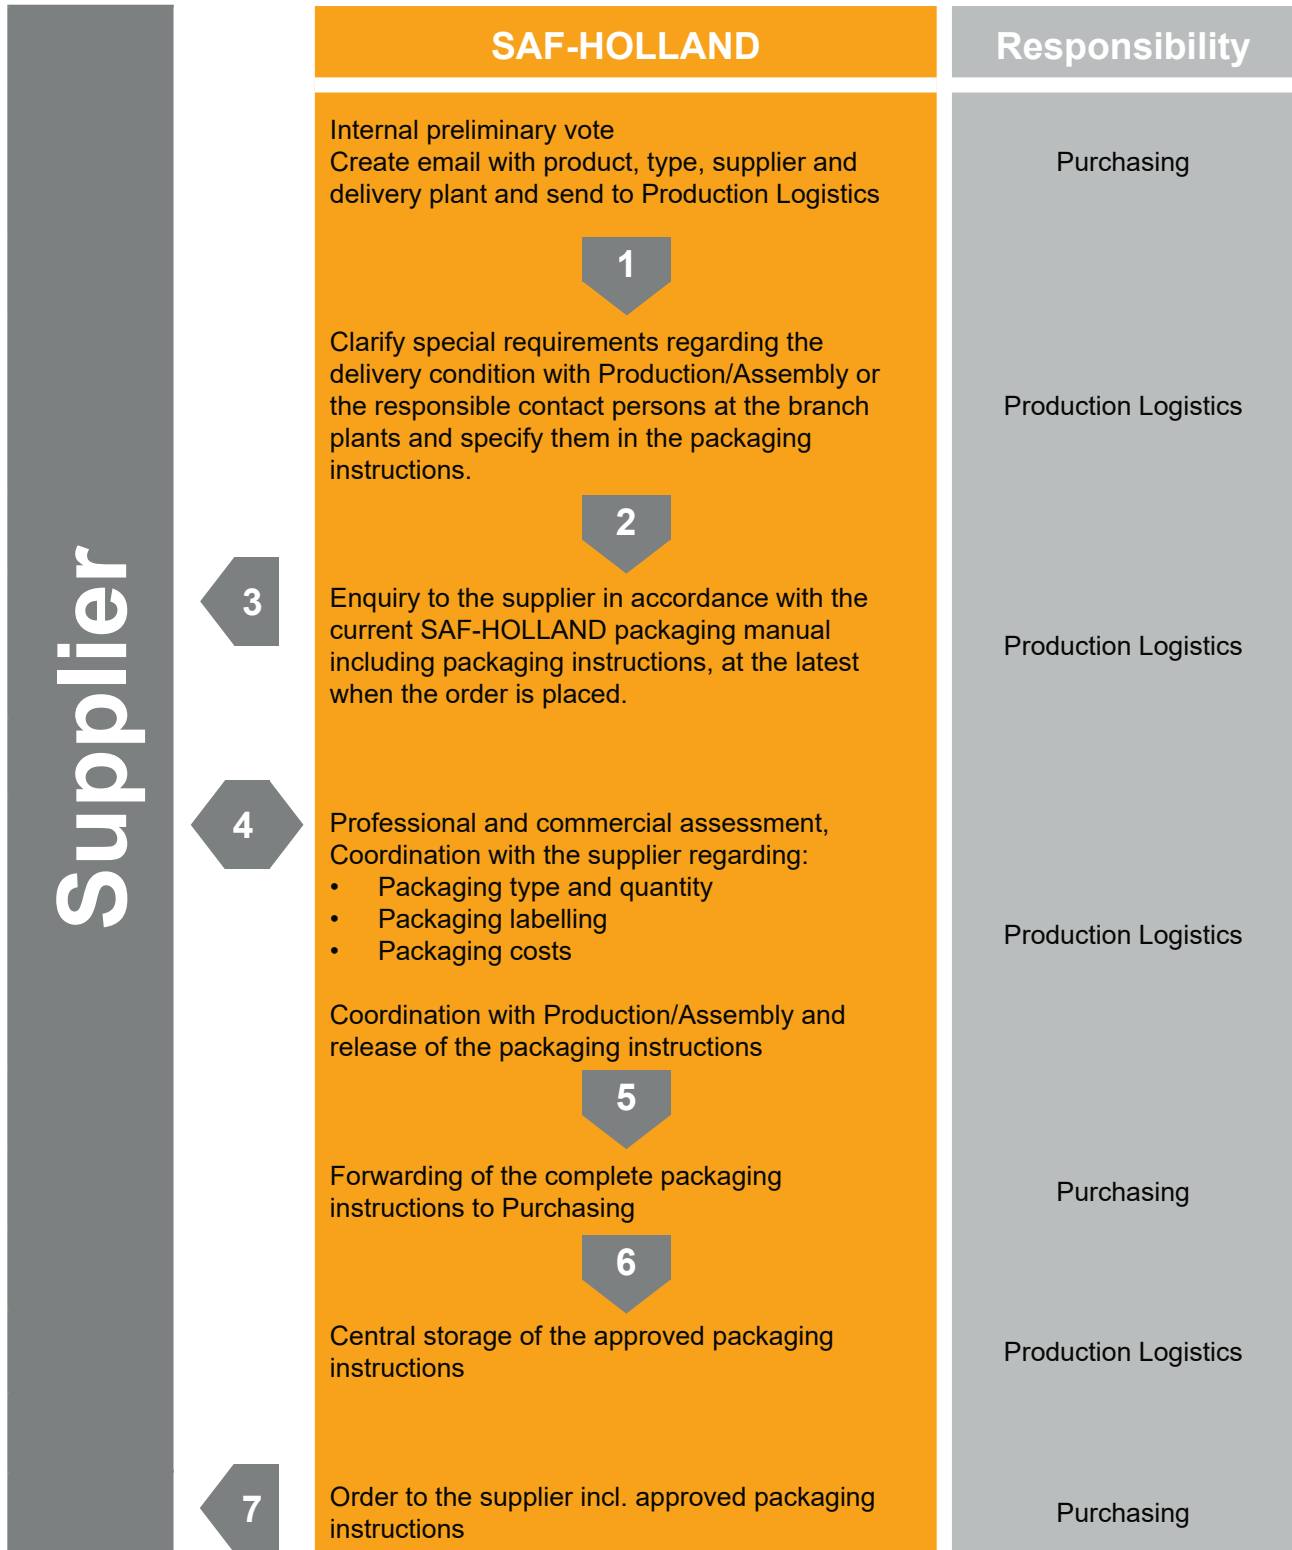 SAF-HOLLAND
Responsibility
Supplier
Internal preliminary vote
Create email with product, type, supplier and
delivery plant and send to Production Logistics
Purchasing
1
Clarify special requirements regarding the
delivery condition with Production/Assembly or
the responsible contact persons at the branch
plants and specify them in the packaging
instructions.
Production Logistics
2
3
Enquiry to the supplier in accordance with the
current SAF-HOLLAND packaging manual
including packaging instructions, at the latest
when the order is placed.
Production Logistics
4
Professional and commercial assessment,
Coordination with the supplier regarding:
• Packaging type and quantity
• Packaging labelling
• Packaging costs
Production Logistics
Coordination with Production/Assembly and
release of the packaging instructions
5
Forwarding of the complete packaging
instructions to Purchasing
Purchasing
6
Central storage of the approved packaging
instructions
Production Logistics
7
Order to the supplier incl. approved packaging
instructions
Purchasing